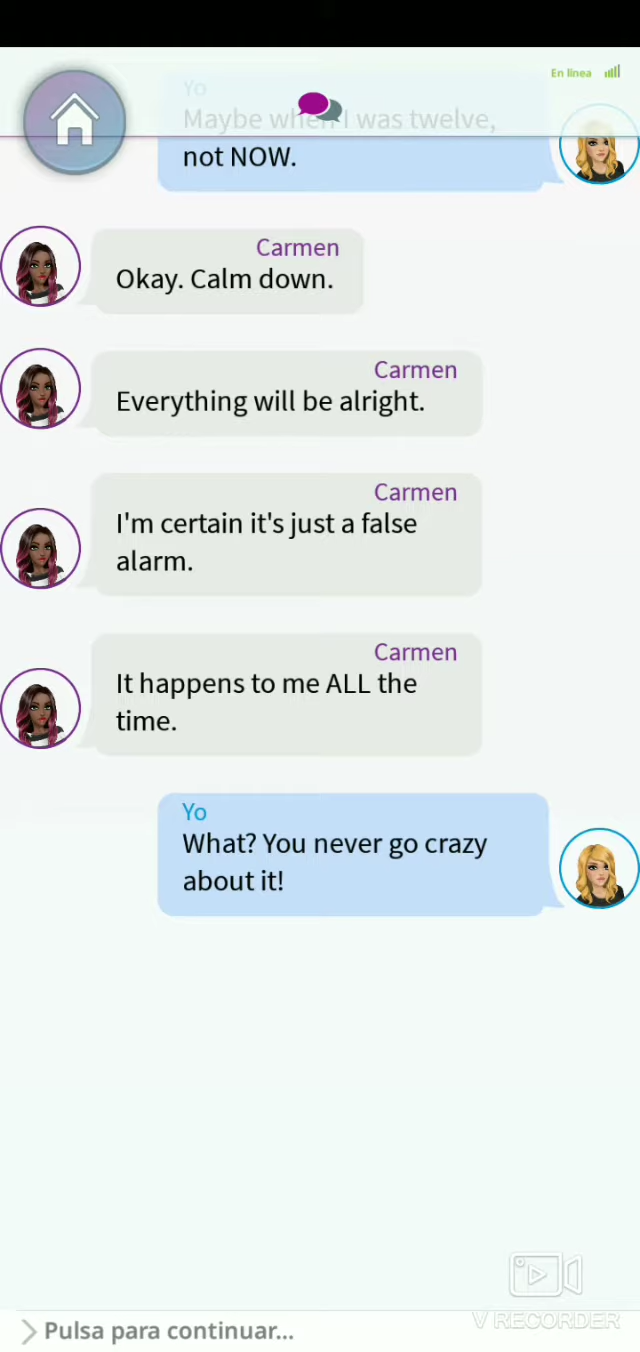 En línea
Yo
Maybe when I was twelve,
not NOW.
Carmen
Okay. Calm down.
Carmen
Everything will be alright.
Carmen
I'm certain it's just a false
alarm.
Carmen
It happens to me ALL the
time.
Yo
What? You never go crazy
about it!
V RECORDER
Pulsa para continuar...